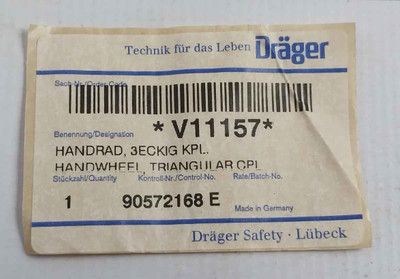 Technik für das Leben Dräger
Sach-Nr./Order Code
*V11157*
Benennung/Designation
HANDRAD, 3ECKIG KPL.
HANDWHEEL, TRIANGULAR CPL
Stückzahl/Quantity Kontroll-Nr./Control-No. Rate/Batch-No.
1 90572168 E
Made in Germany
Dräger Safety · Lübeck